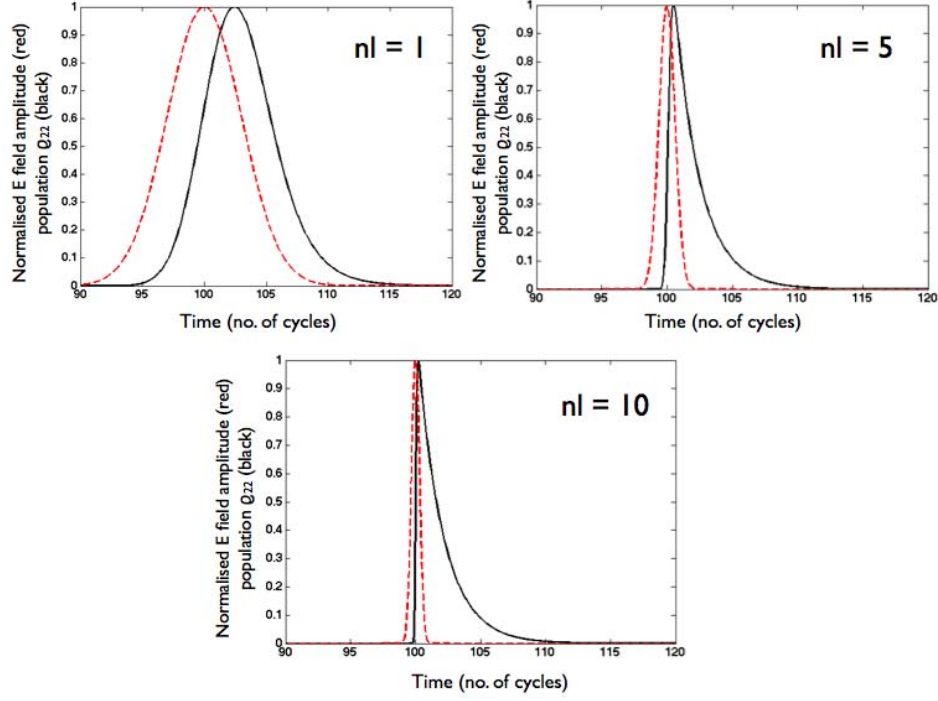 Normalised E field amplitude (red)
population ϱ₂₂ (black)
1
0.9
0.8
0.7
0.6
0.5
0.4
0.3
0.2
0.1
0
nl = 1
90 95 100 105 110 115 120
Time (no. of cycles)
Normalised E field amplitude (red)
population ϱ₂₂ (black)
1
0.9
0.8
0.7
0.6
0.5
0.4
0.3
0.2
0.1
0
nl = 5
90 95 100 105 110 115 120
Time (no. of cycles)
Normalised E field amplitude (red)
population ϱ₂₂ (black)
1
0.9
0.8
0.7
0.6
0.5
0.4
0.3
0.2
0.1
0
nl = 10
90 95 100 105 110 115 120
Time (no. of cycles)